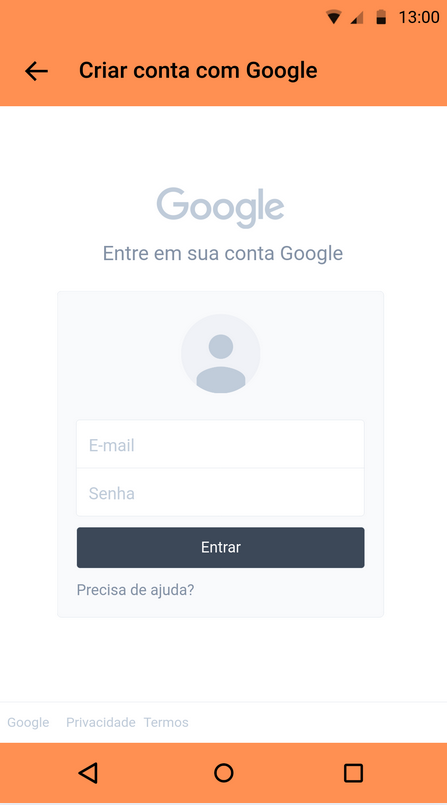 13:00
Criar conta com Google
Google
Entre em sua conta Google
E-mail
Senha
Entrar
Precisa de ajuda?
Google Privacidade Termos